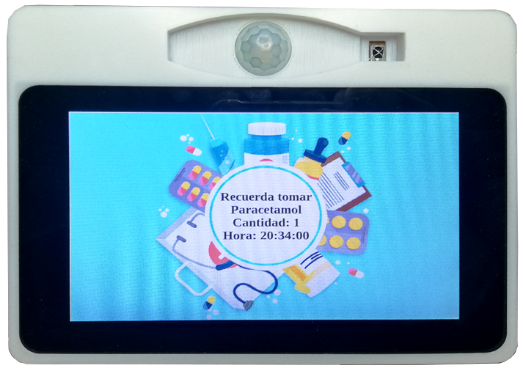 Recuerda tomar
Paracetamol
Cantidad: 1
Hora: 20:34:00